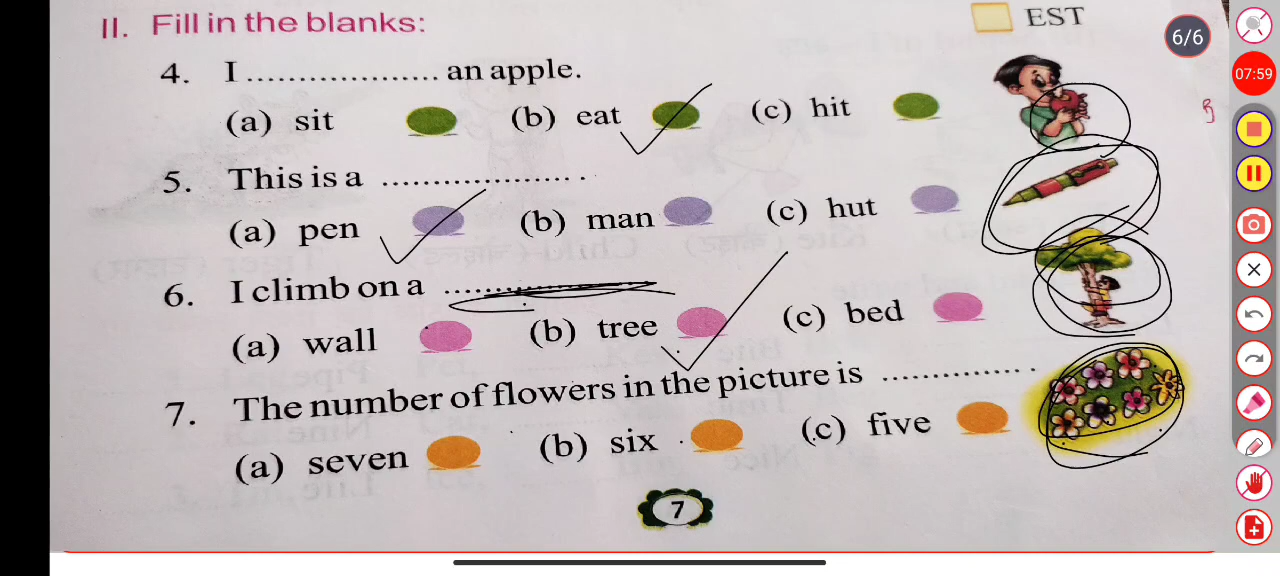 II. Fill in the blanks:
EST
6/6
4. I ................... an apple.
07:59
(a) sit (b) eat (c) hit
5. This is a .................... .
(a) pen (b) man (c) hut
6. I climb on a ......................
(a) wall (b) tree (c) bed
7. The number of flowers in the picture is .............. .
(a) seven (b) six (c) five
7